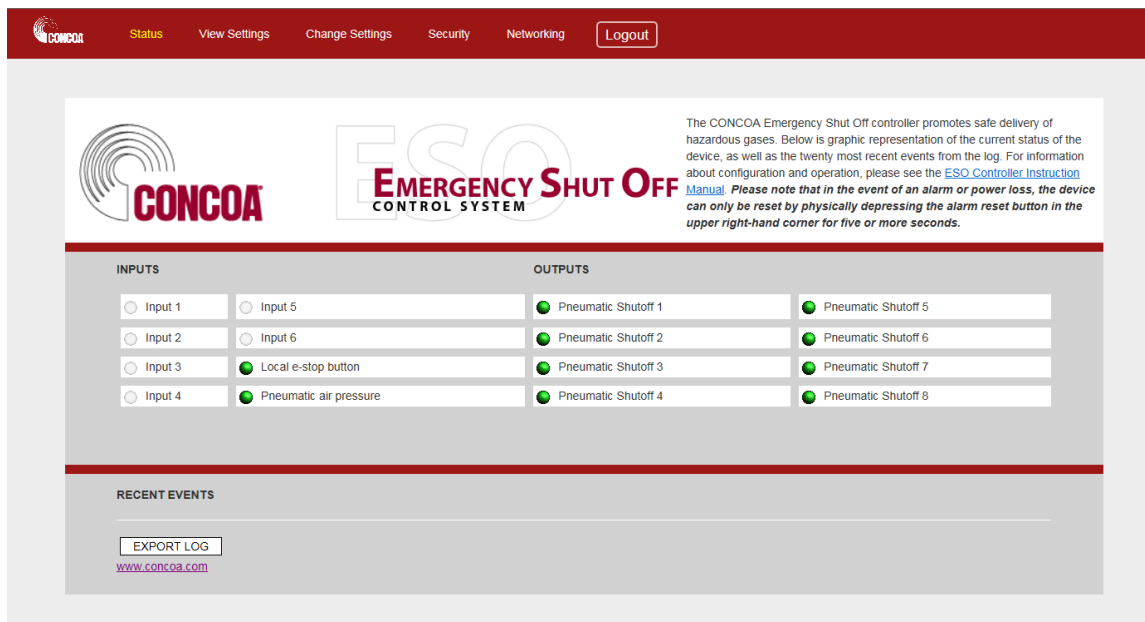 CONCOA
Status View Settings Change Settings Security Networking Logout
CONCOA
ESO
EMERGENCY SHUT OFF
CONTROL SYSTEM
The CONCOA Emergency Shut Off controller promotes safe delivery of
hazardous gases. Below is graphic representation of the current status of the
device, as well as the twenty most recent events from the log. For information
about configuration and operation, please see the ESO Controller Instruction
Manual. Please note that in the event of an alarm or power loss, the device
can only be reset by physically depressing the alarm reset button in the
upper right-hand corner for five or more seconds.
INPUTS
Input 1 Input 5
Input 2 Input 6
Input 3 Local e-stop button
Input 4 Pneumatic air pressure
OUTPUTS
Pneumatic Shutoff 1 Pneumatic Shutoff 5
Pneumatic Shutoff 2 Pneumatic Shutoff 6
Pneumatic Shutoff 3 Pneumatic Shutoff 7
Pneumatic Shutoff 4 Pneumatic Shutoff 8
RECENT EVENTS
EXPORT LOG
www.concoa.com